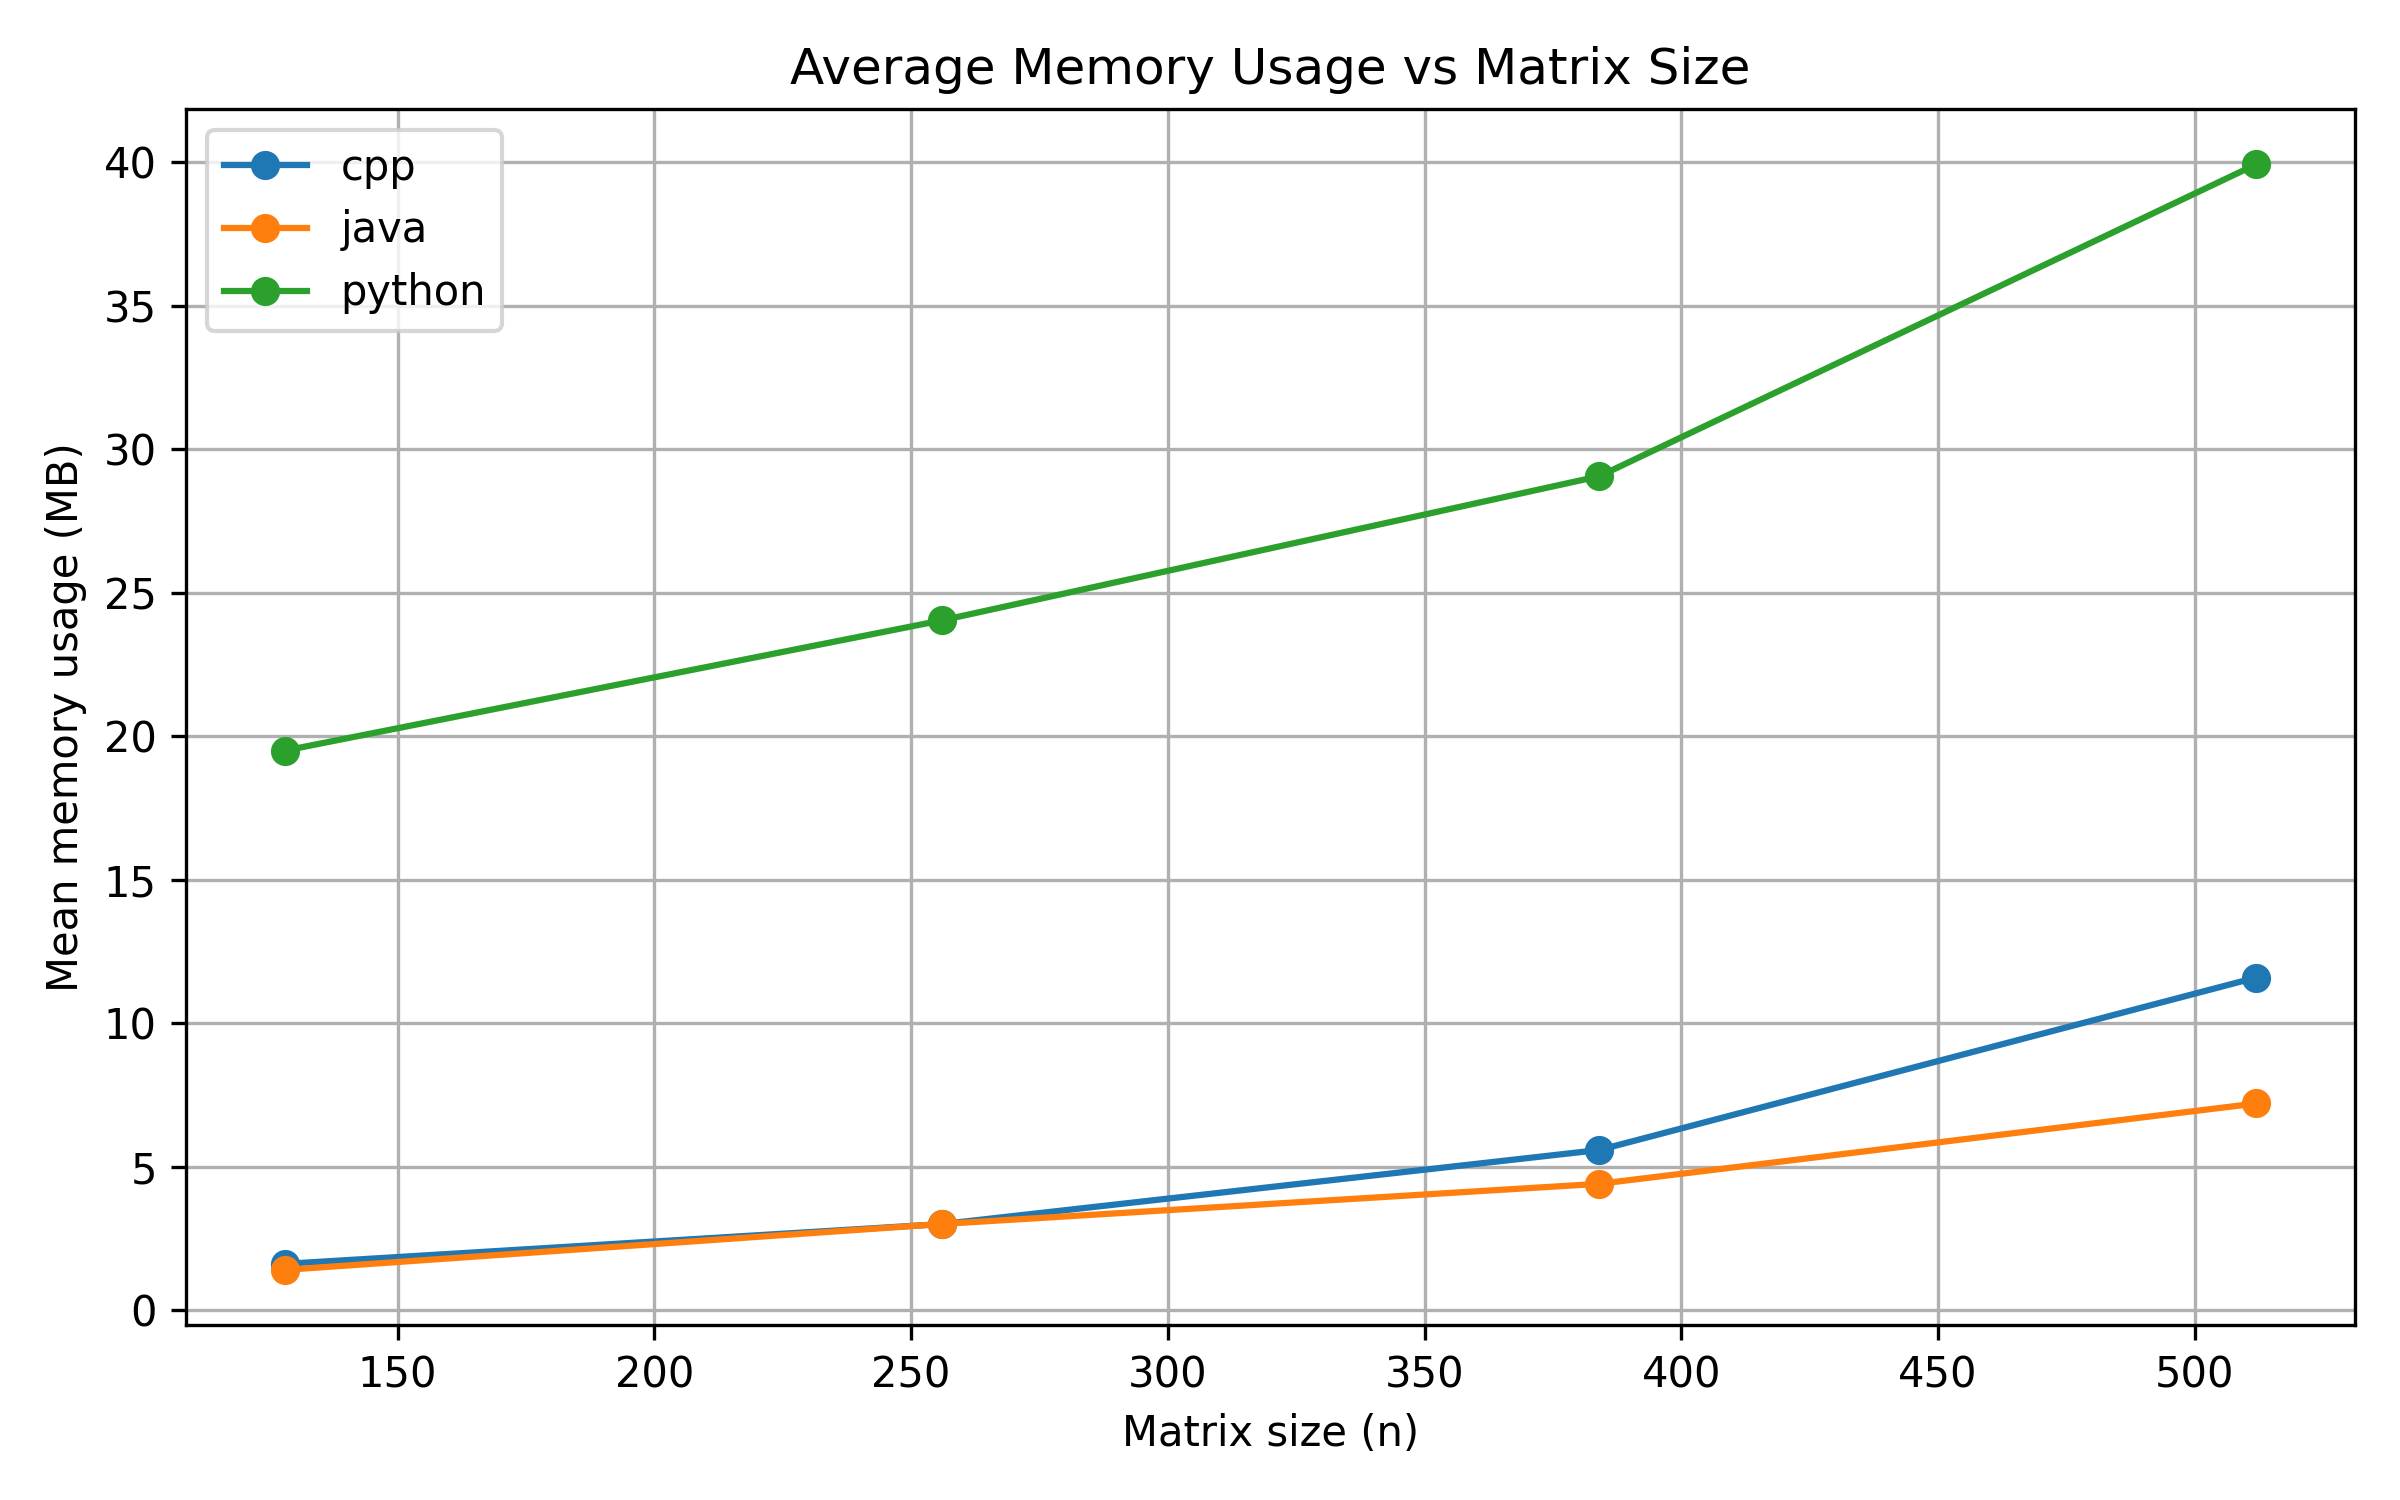 Average Memory Usage vs Matrix Size
cpp
java
python
Mean memory usage (MB)
40
35
30
25
20
15
10
5
0
150 200 250 300 350 400 450 500
Matrix size (n)